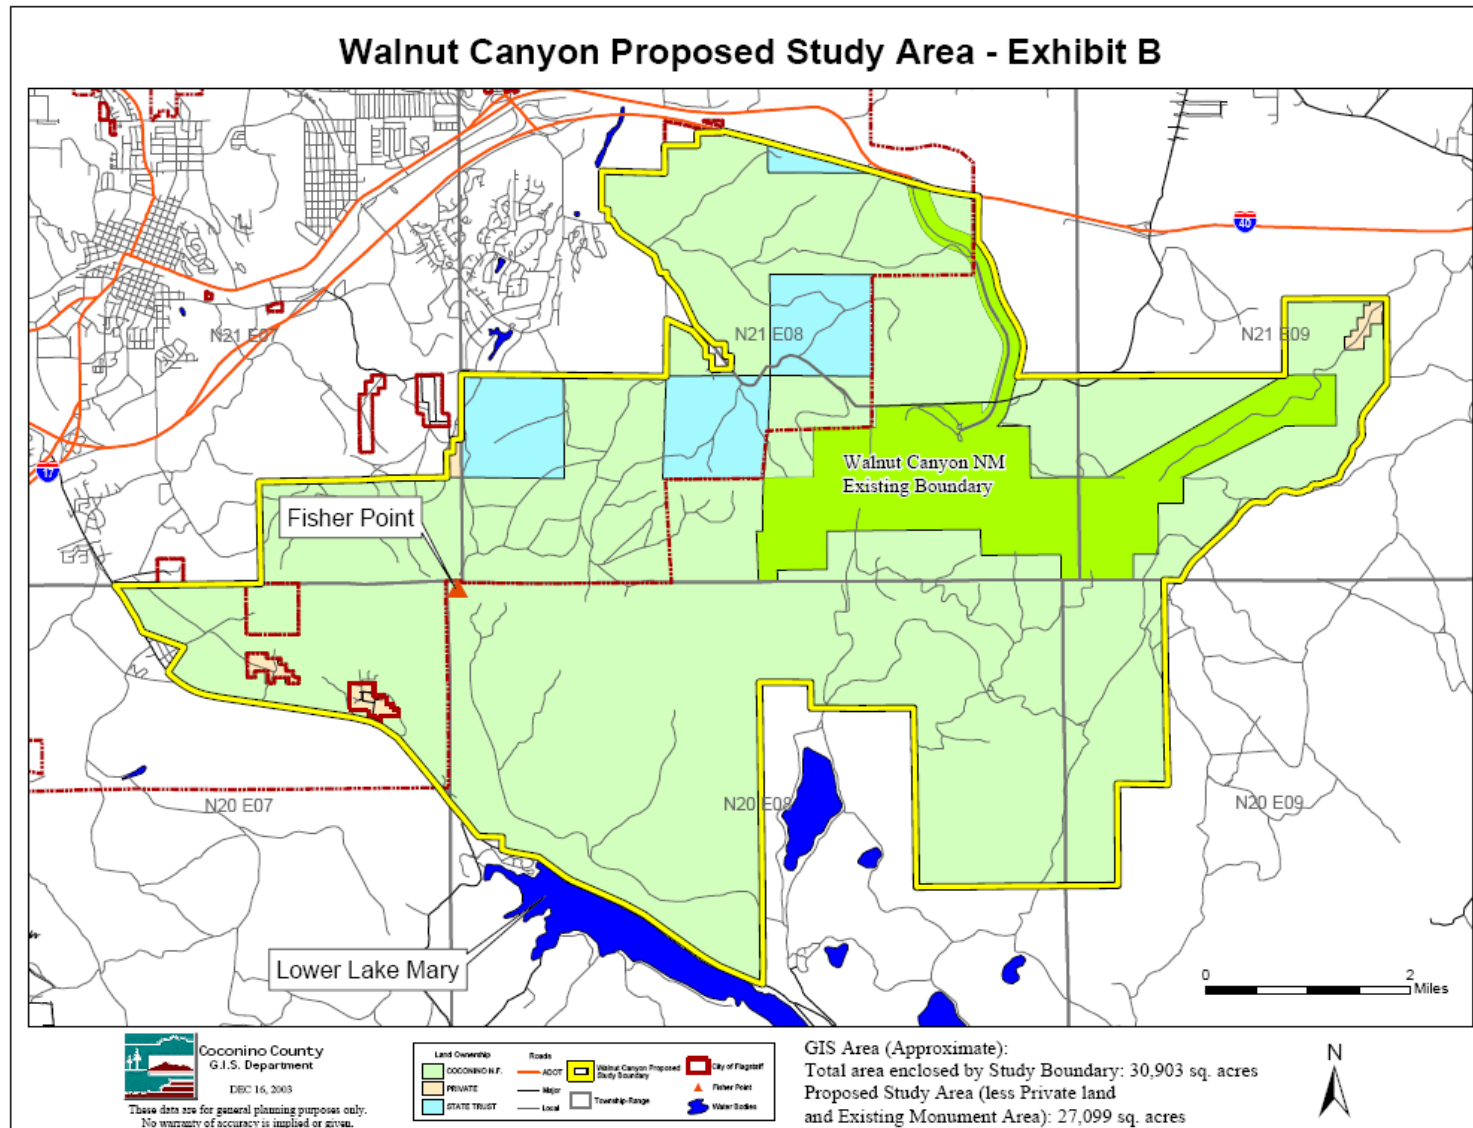 Walnut Canyon Proposed Study Area - Exhibit B
40
N21 E07
N21 E08
N21 E09
17
Walnut Canyon NM
Existing Boundary
Fisher Point
N20 E07
N20 E08
N20 E09
Lower Lake Mary
0 2
Miles
Coconino County
G.I.S. Department
DEC 16, 2003
These data are for general planning purposes only.
No warranty of accuracy is implied or given.
Land Ownership
COCONINO N.F.
PRIVATE
STATE TRUST
Roads
ADOT
Major
Local
Walnut Canyon Proposed
Study Boundary
Township-Range
City of Flagstaff
Fisher Point
Water Bodies
GIS Area (Approximate):
Total area enclosed by Study Boundary: 30,903 sq. acres
Proposed Study Area (less Private land
and Existing Monument Area): 27,099 sq. acres
N